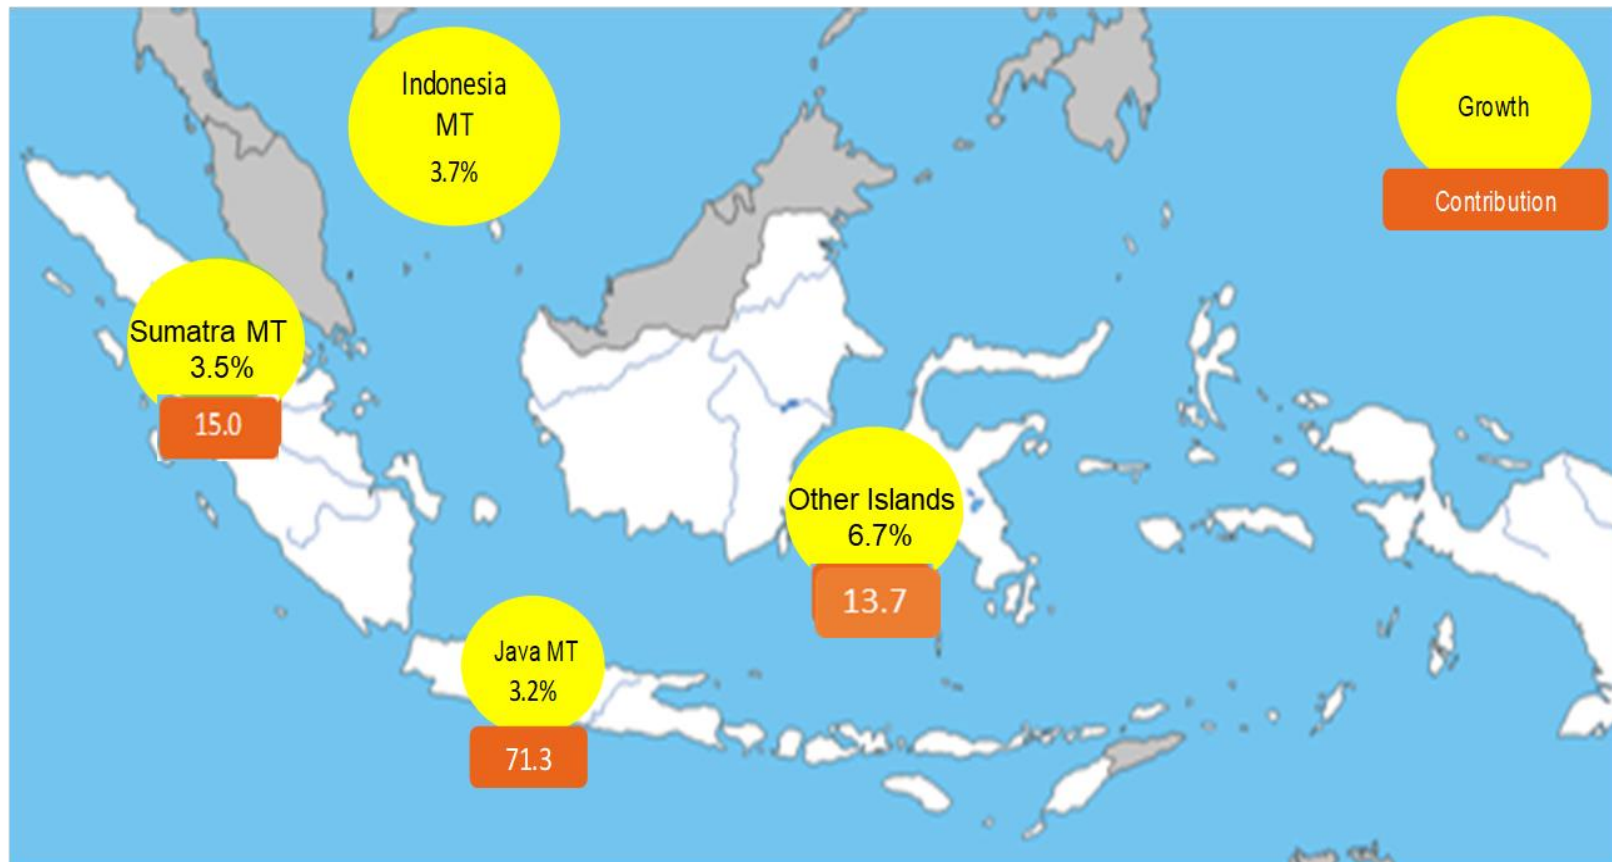 Indonesia
MT
3.7%
Growth
Contribution
Sumatra MT
3.5%
15.0
Other Islands
6.7%
13.7
Java MT
3.2%
71.3